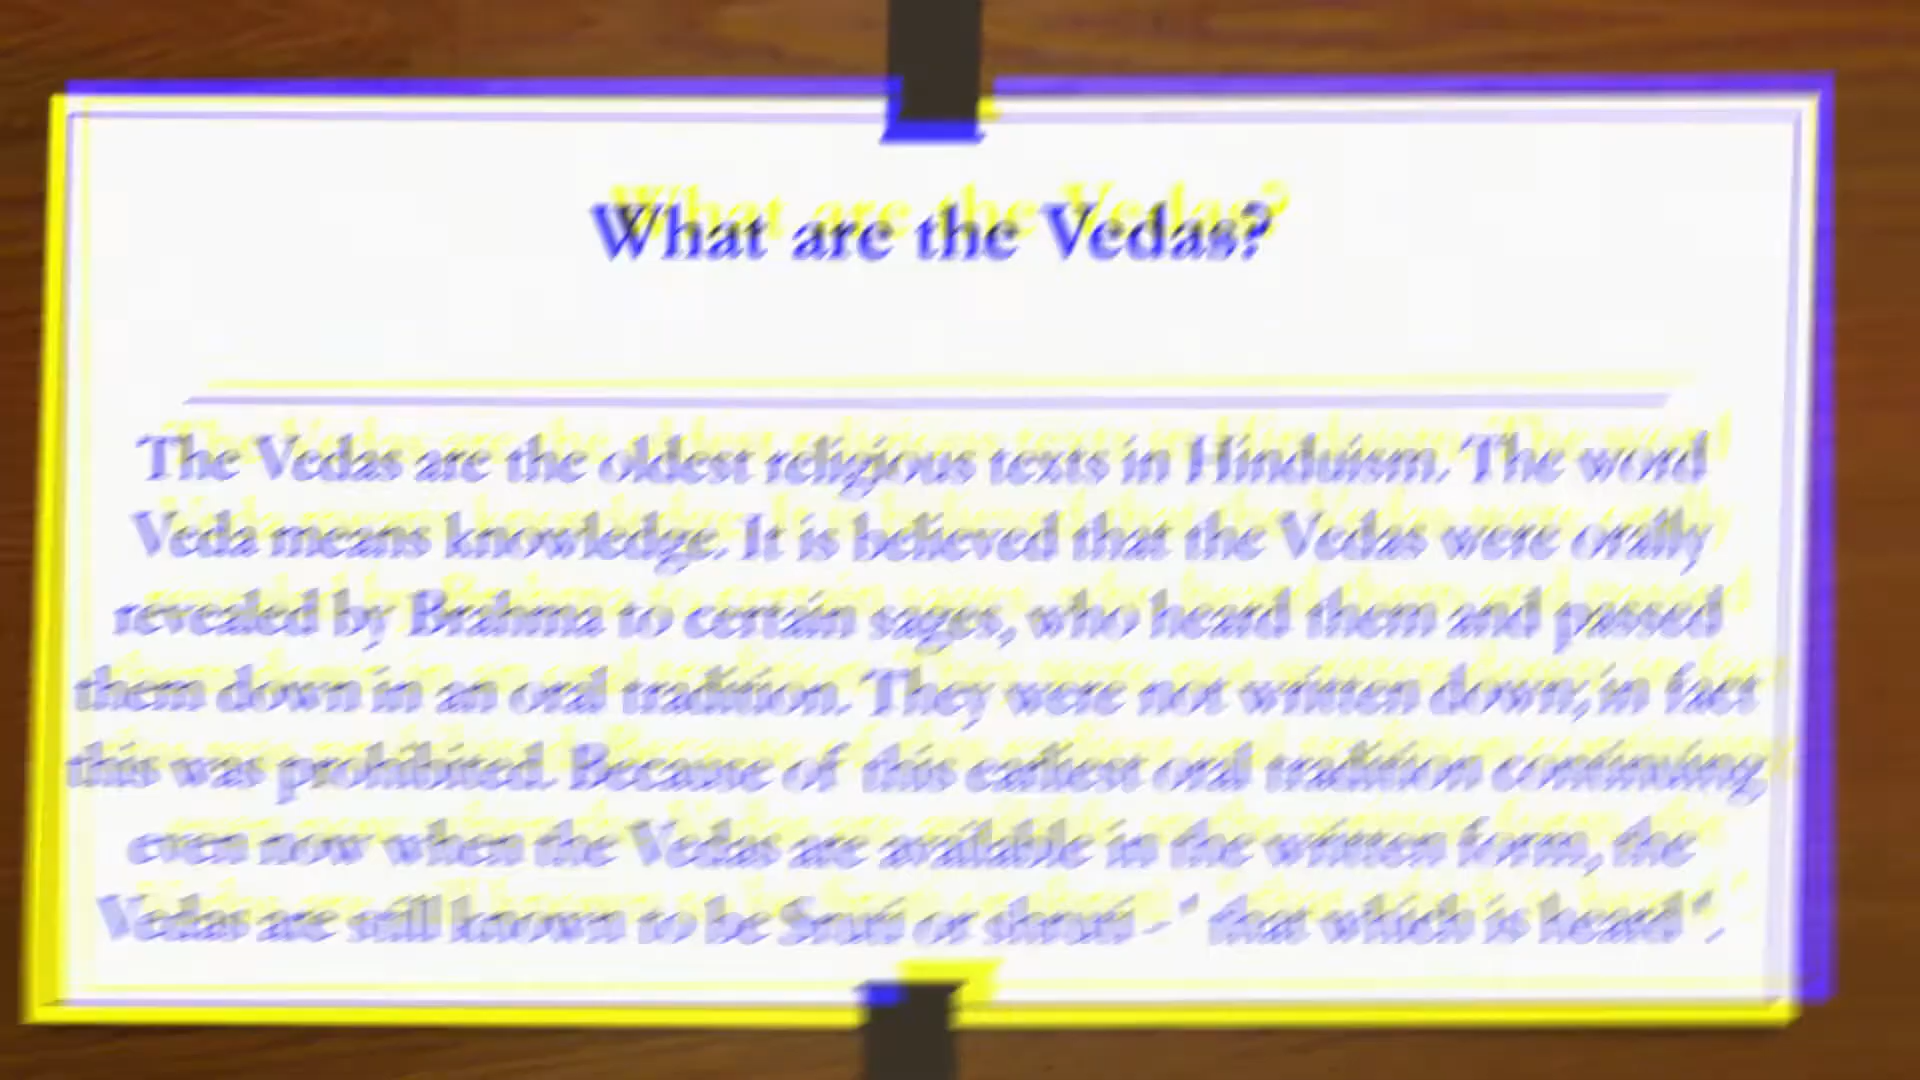 What are the Vedas?
The Vedas are the oldest religious texts in Hinduism. The word
Veda means knowledge. It is believed that the Vedas were orally
revealed by Brahma to certain sages, who heard them and passed
them down in an oral tradition. They were not written down; in fact
this was prohibited. Because of this earliest oral tradition continuing
even now when the Vedas are available in the written form, the
Vedas are still known to be Sruti or shruti - ' that which is heard '.